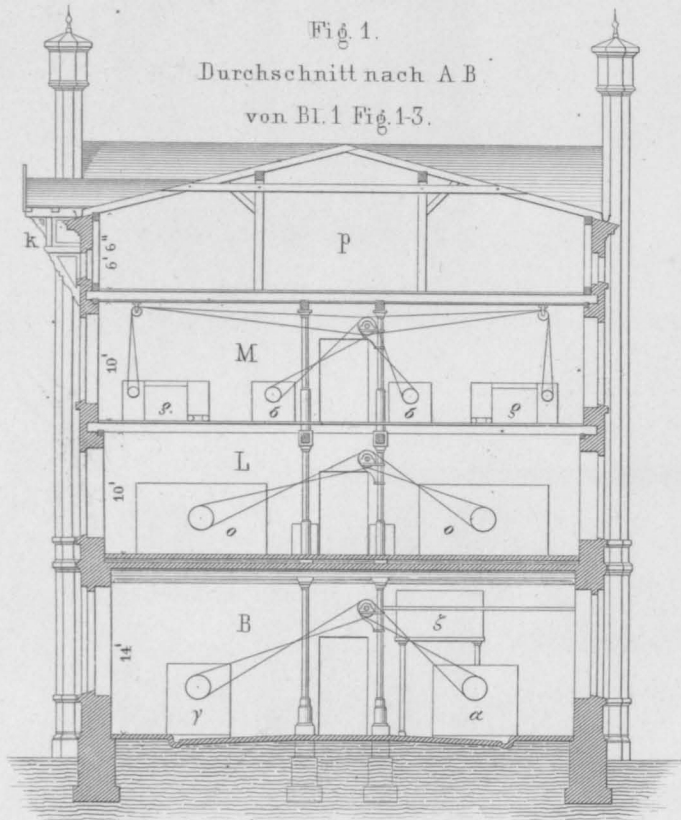 Fig. 1.
Durchschnitt nach A B
von Bl. 1 Fig. 1-3.
k
6' 6"
P
10'
M
ϱ.
б
б
ϱ
10'
L
o
o
14'
B
ζ
γ
α